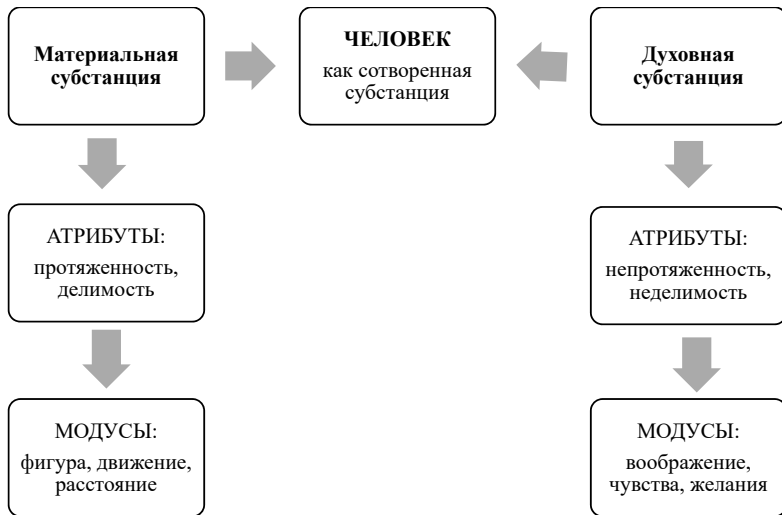 Материальная
субстанция
ЧЕЛОВЕК
как сотворенная
субстанция
Духовная
субстанция
АТРИБУТЫ:
протяженность,
делимость
АТРИБУТЫ:
непротяженность,
неделимость
МОДУСЫ:
фигура, движение,
расстояние
МОДУСЫ:
воображение,
чувства, желания